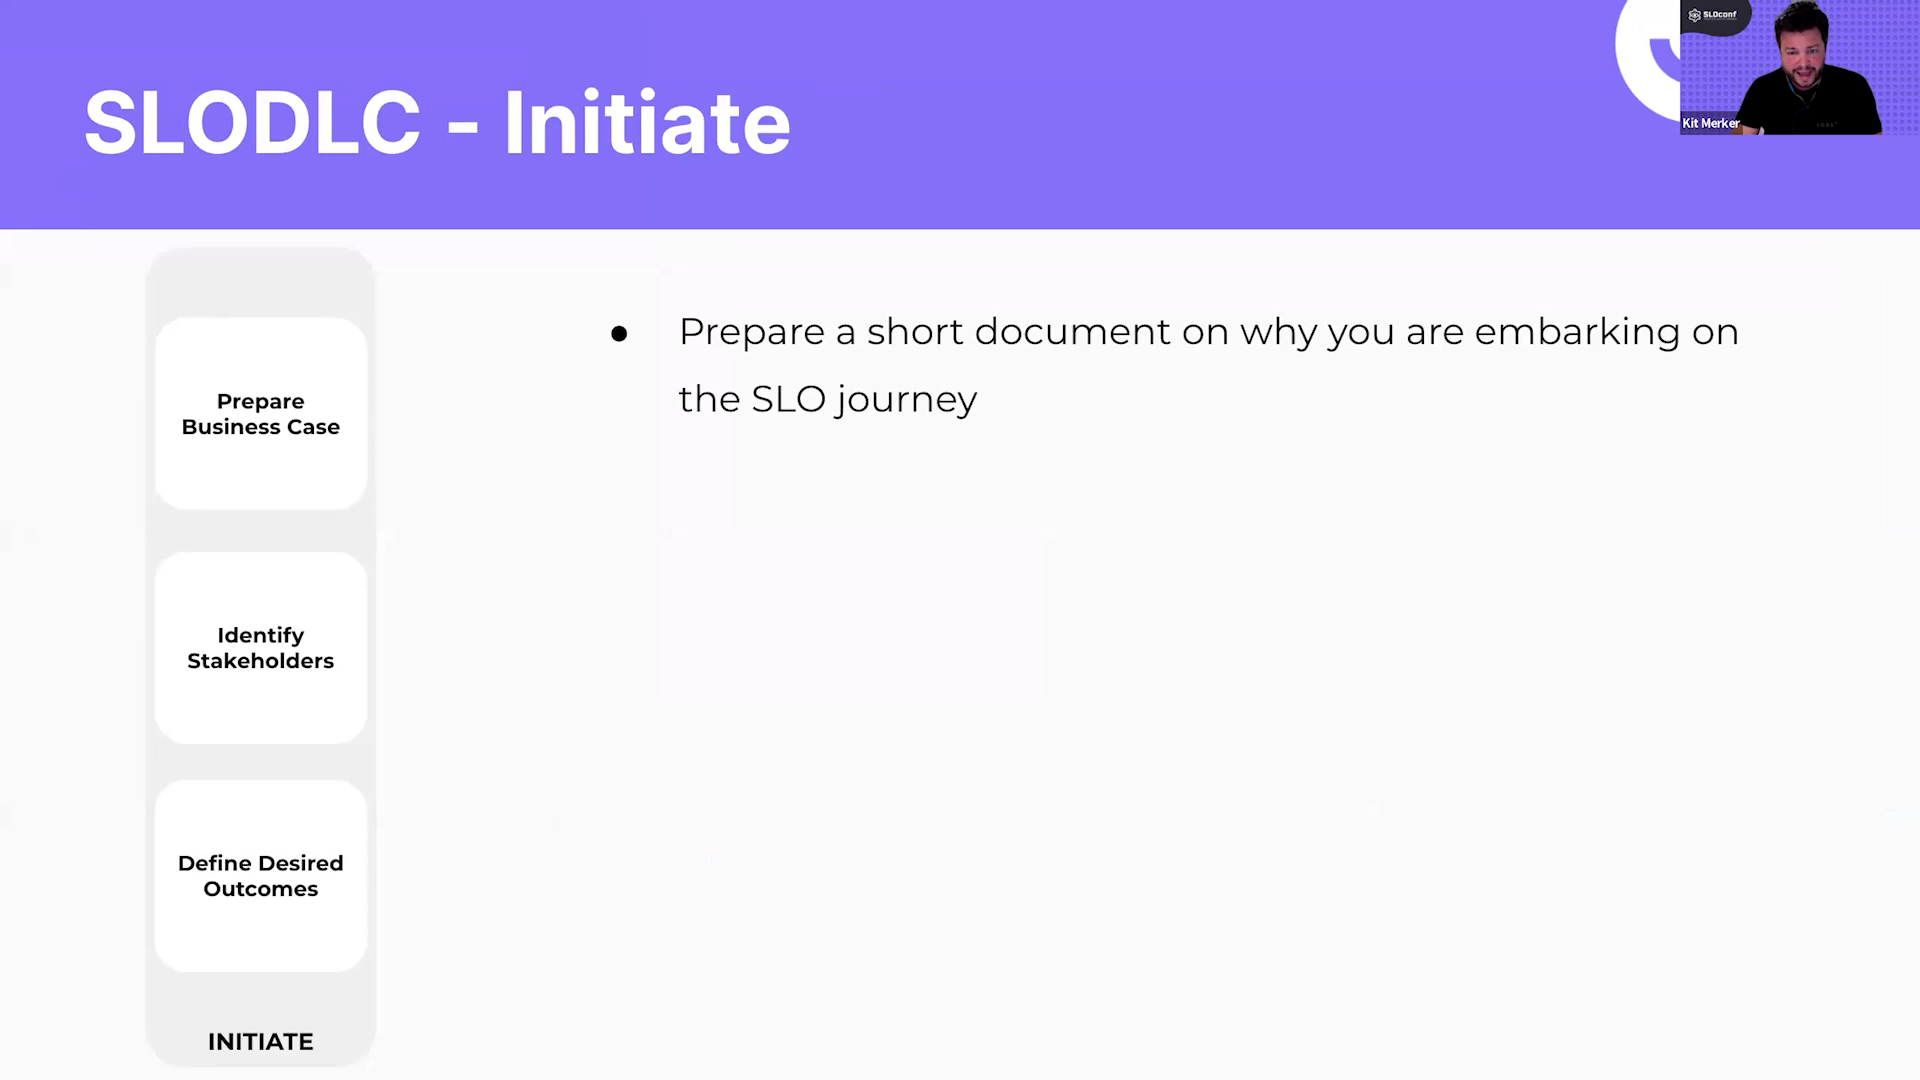 SLODLC - Initiate
SLOconf
Kit Merker
Prepare
Business Case
Identify
Stakeholders
Define Desired
Outcomes
INITIATE
● Prepare a short document on why you are embarking on
the SLO journey